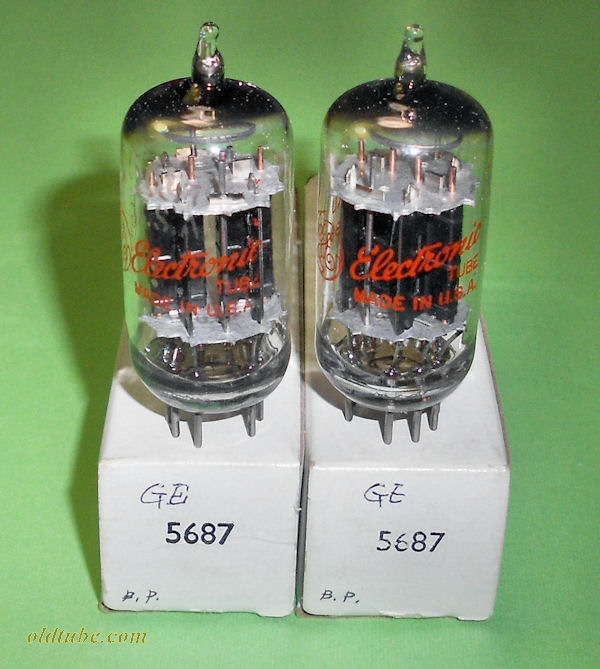 Electronic
TUBE
MADE IN U.S.A.
Electronic
TUBE
MADE IN U.S.A.
GE
5687
B.P.
GE
5687
B.P.
oldtube.com